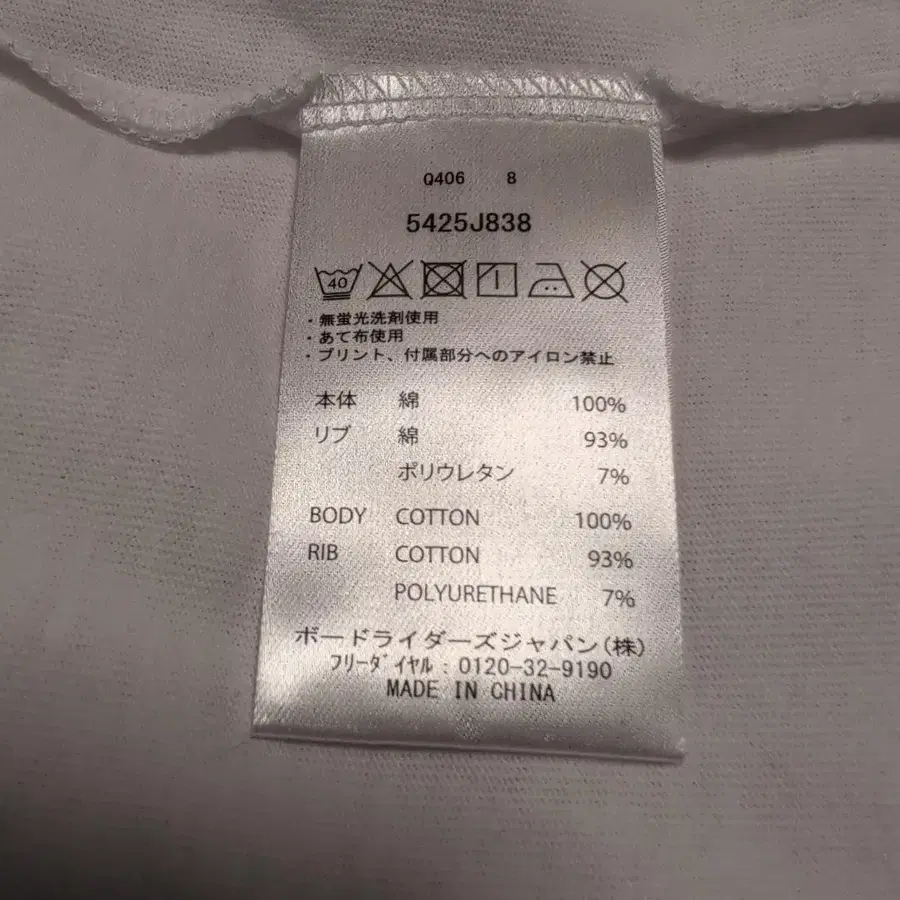 Q406 8
5425J838
40
・無蛍光洗剤使用
・あて布使用
・プリント、付属部分へのアイロン禁止
本体 綿 100%
リブ 綿 93%
ポリウレタン 7%
BODY COTTON 100%
RIB COTTON 93%
POLYURETHANE 7%
ボードライダーズジャパン(株)
フリーダイヤル:0120-32-9190
MADE IN CHINA